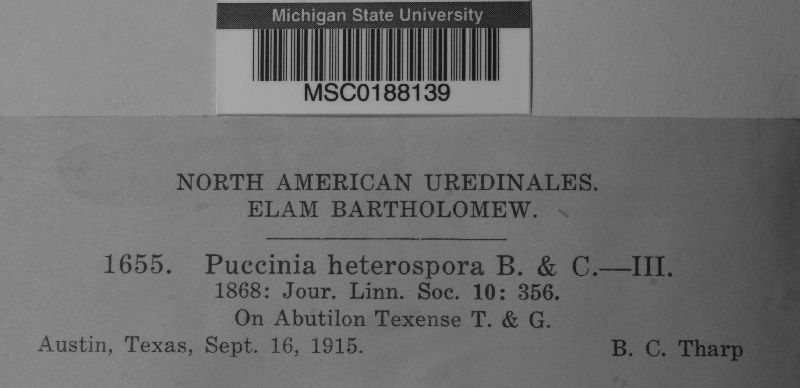 Michigan State University
MSC0188139
NORTH AMERICAN UREDINALES.
ELAM BARTHOLOMEW.
1655. Puccinia heterospora B. & C.—III.
1868: Jour. Linn. Soc. 10: 356.
On Abutilon Texense T. & G.
Austin, Texas, Sept. 16, 1915. B. C. Tharp